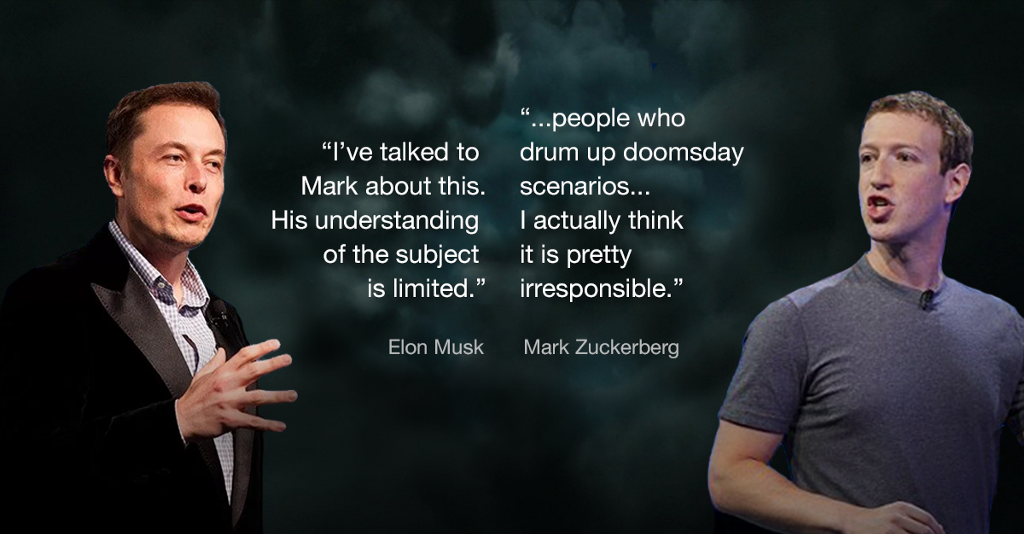 “I’ve talked to
Mark about this.
His understanding
of the subject
is limited.”
Elon Musk
“...people who
drum up doomsday
scenarios...
I actually think
it is pretty
irresponsible.”
Mark Zuckerberg